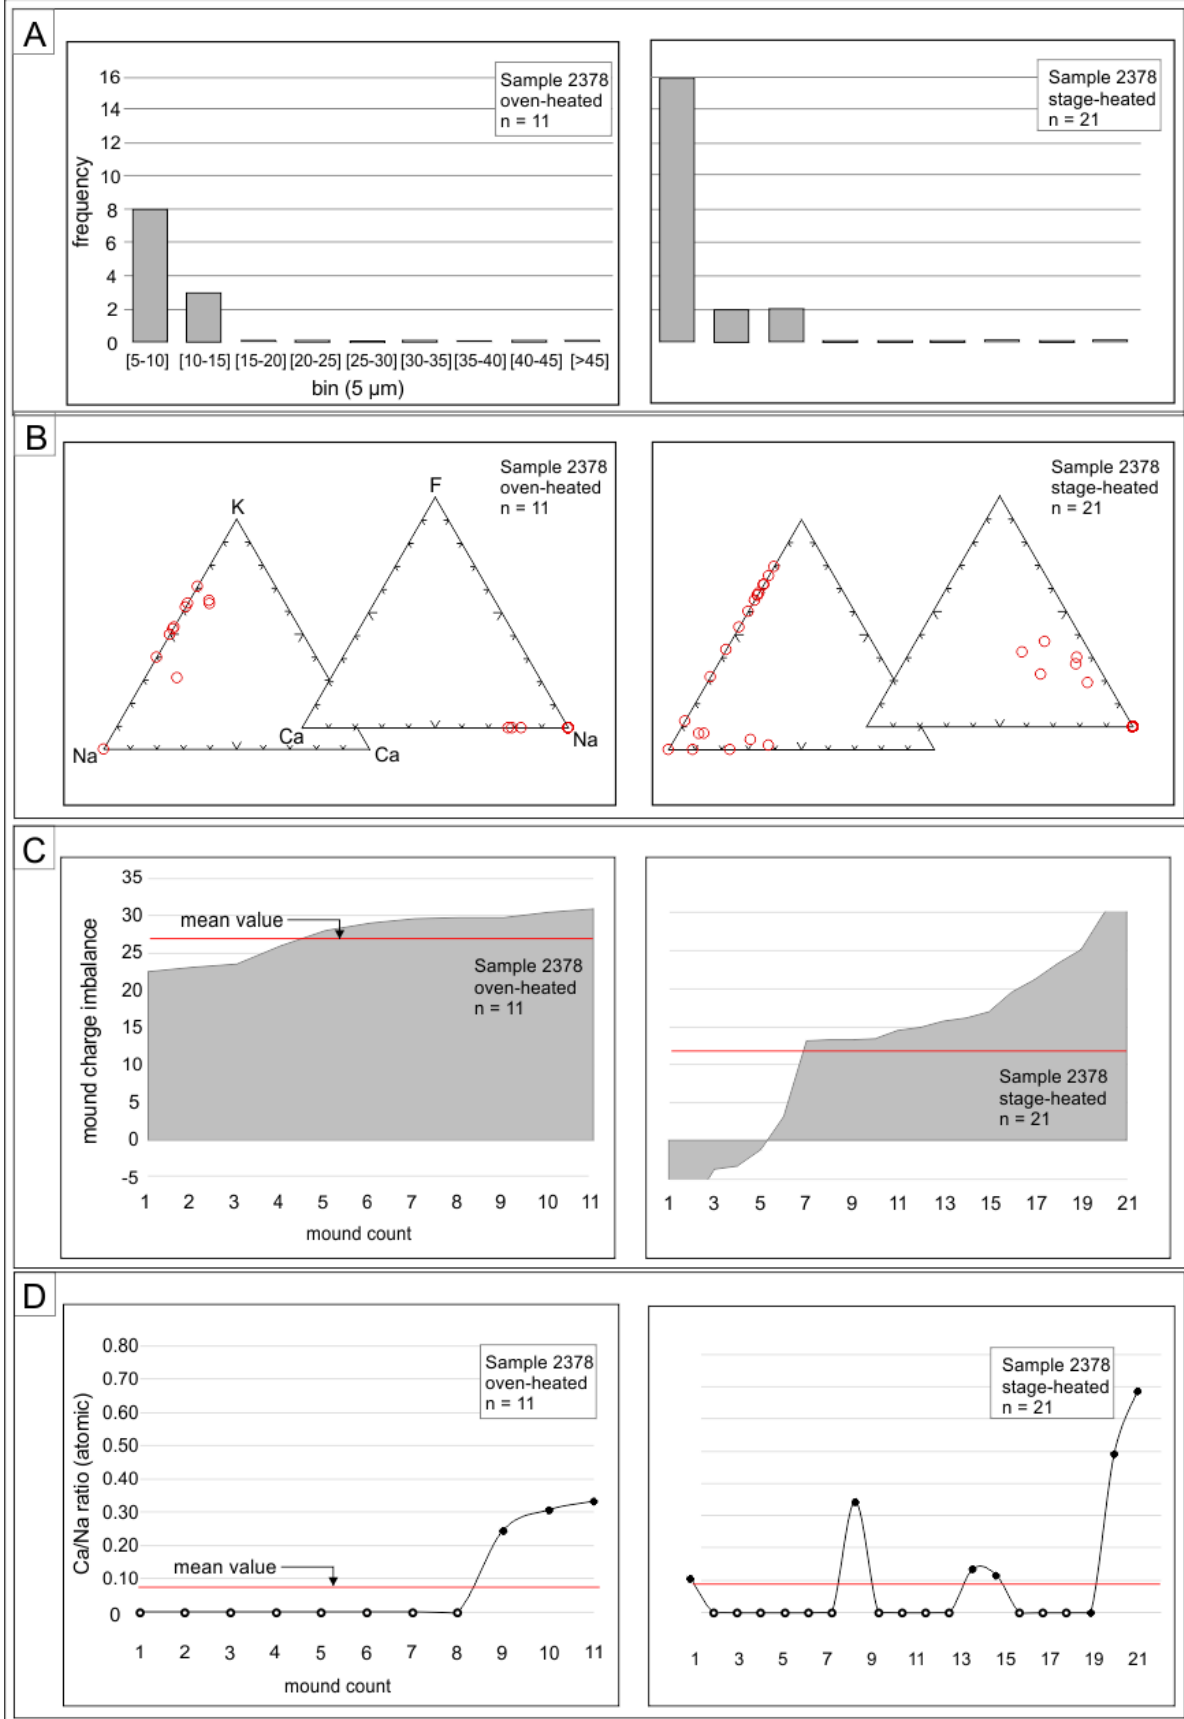 A
16
14
12
10
8
6
4
2
0
frequency
Sample 2378
oven-heated
n = 11
[5-10] [10-15] [15-20] [20-25] [25-30] [30-35] [35-40] [40-45] [>45]
bin (5 µm)
Sample 2378
stage-heated
n = 21
B
K
F
Sample 2378
oven-heated
n = 11
Na
Ca
Ca
Na
Sample 2378
stage-heated
n = 21
C
35
30
25
20
15
10
5
0
-5
mound charge imbalance
mean value
Sample 2378
oven-heated
n = 11
1 2 3 4 5 6 7 8 9 10 11
mound count
Sample 2378
stage-heated
n = 21
1 3 5 7 9 11 13 15 17 19 21
D
0.80
0.70
0.60
0.50
0.40
0.30
0.20
0.10
0
Ca/Na ratio (atomic)
Sample 2378
oven-heated
n = 11
mean value
1 2 3 4 5 6 7 8 9 10 11
mound count
Sample 2378
stage-heated
n = 21
1 3 5 7 9 11 13 15 17 19 21